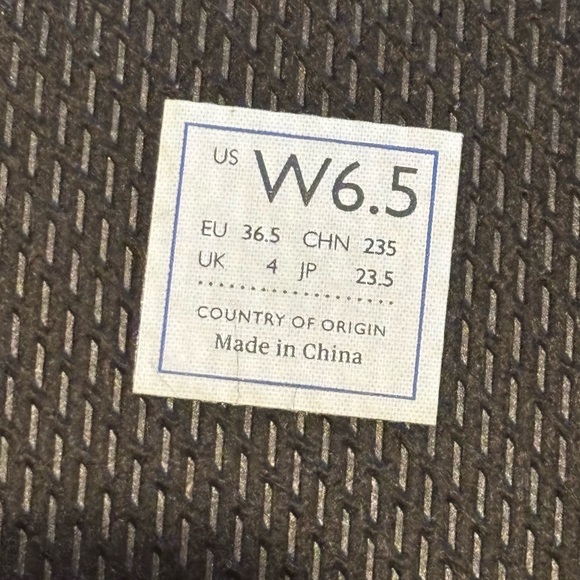 US W6.5
EU 36.5 CHN 235
UK 4 JP 23.5
COUNTRY OF ORIGIN
Made in China